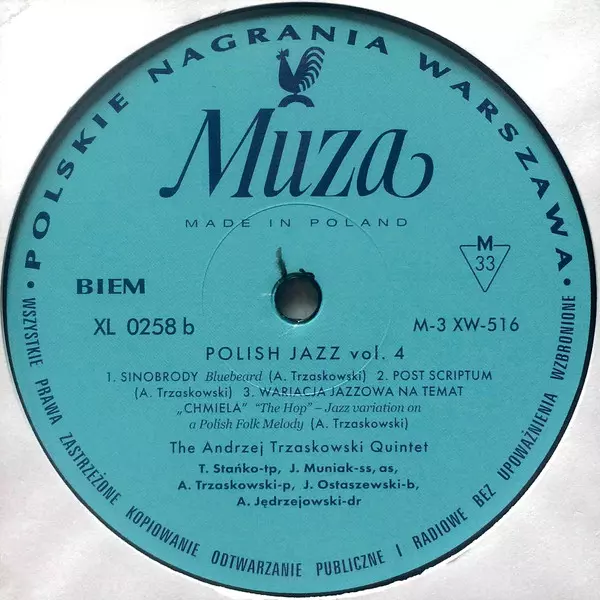 • POLSKIE NAGRANIA WARSZAWA •
Muza
MADE IN POLAND
M
33
BIEM
XL 0258 b
M-3 XW-516
POLISH JAZZ vol. 4
1. SINOBRODY Bluebeard (A. Trzaskowski) 2. POST SCRIPTUM
(A. Trzaskowski) 3. WARIACJA JAZZOWA NA TEMAT
„CHMIELA” “The Hop” – Jazz variation on
a Polish Folk Melody (A. Trzaskowski)
The Andrzej Trzaskowski Quintet
T. Stańko-tp, J. Muniak-ss, as,
A. Trzaskowski-p, J. Ostaszewski-b,
A. Jędrzejowski-dr
WSZYSTKIE PRAWA ZASTRZEŻONE KOPIOWANIE ODTWARZANIE PUBLICZNE I RADIOWE BEZ UPOWAŻNIENIA WZBRONIONE